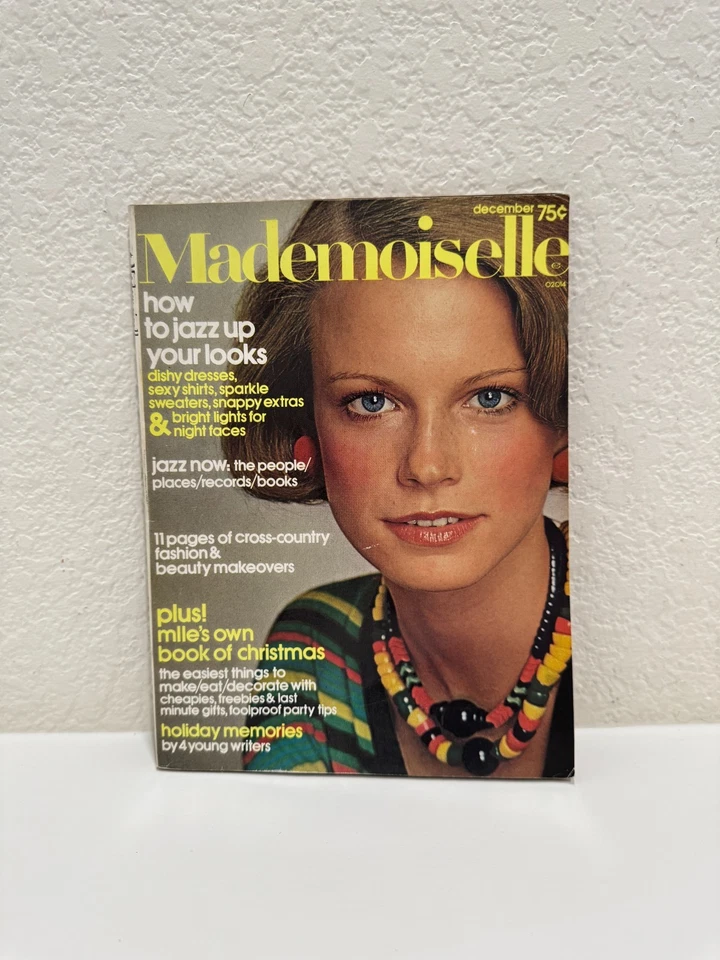 december 75¢
Mademoiselle
02014
how
to jazz up
your looks
dishy dresses,
sexy shirts, sparkle
sweaters, snappy extras
& bright lights for
night faces
jazz now: the people/
places/records/books
11 pages of cross-country
fashion &
beauty makeovers
plus!
mlle's own
book of christmas
the easiest things to
make/eat/decorate with
cheapies, freebies & last
minute gifts, foolproof party tips
holiday memories
by 4 young writers